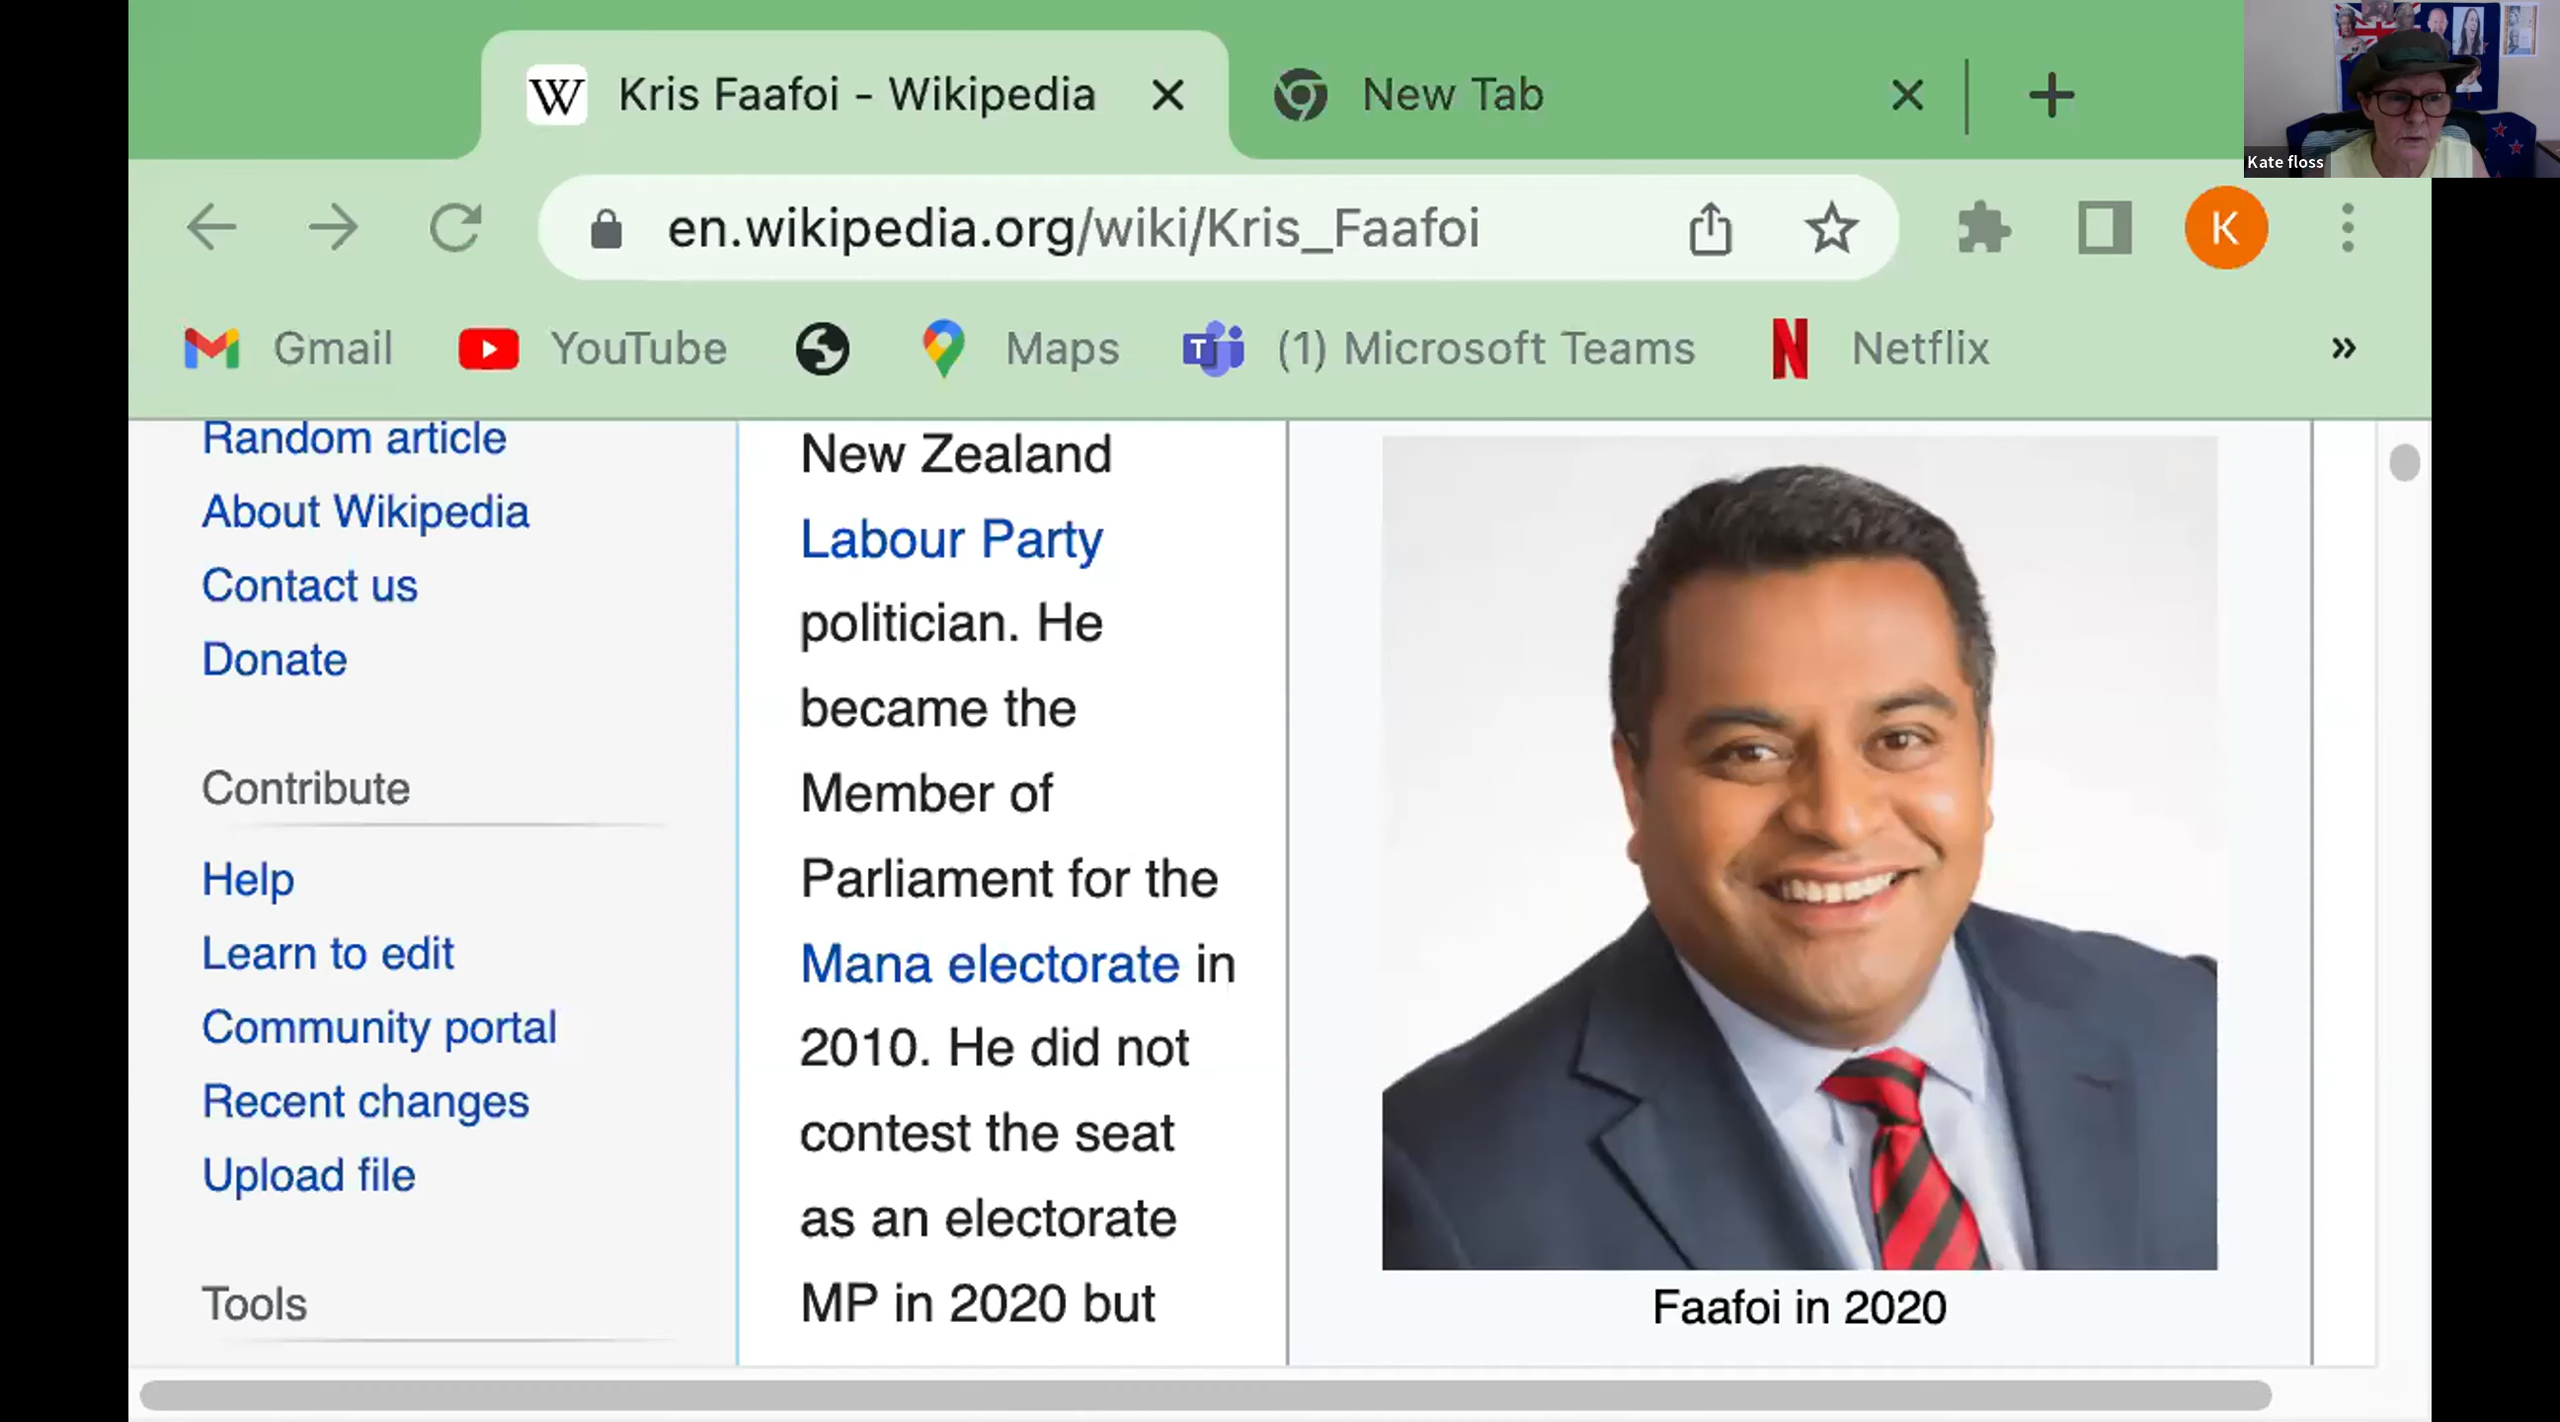 Kris Faafoi - Wikipedia
New Tab
Kate floss
en.wikipedia.org/wiki/Kris_Faafoi
K
Gmail
YouTube
Maps
(1) Microsoft Teams
Netflix
Random article
About Wikipedia
Contact us
Donate
Contribute
Help
Learn to edit
Community portal
Recent changes
Upload file
Tools
New Zealand
Labour Party
politician. He
became the
Member of
Parliament for the
Mana electorate in
2010. He did not
contest the seat
as an electorate
MP in 2020 but
Faafoi in 2020